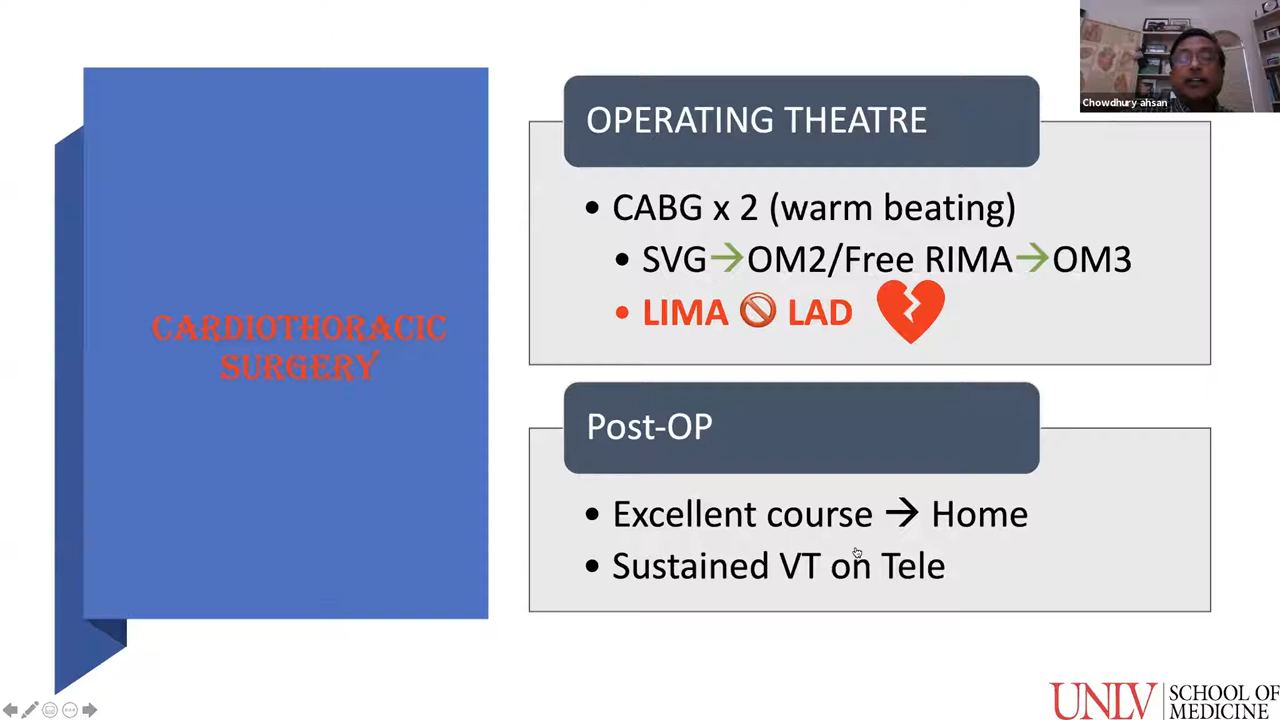 Chowdhury ahsan
CARDIOTHORACIC
SURGERY
OPERATING THEATRE
• CABG x 2 (warm beating)
• SVG→OM2/Free RIMA→OM3
• LIMA 🚫 LAD
Post-OP
• Excellent course → Home
• Sustained VT on Tele
UNLV SCHOOL OF
MEDICINE